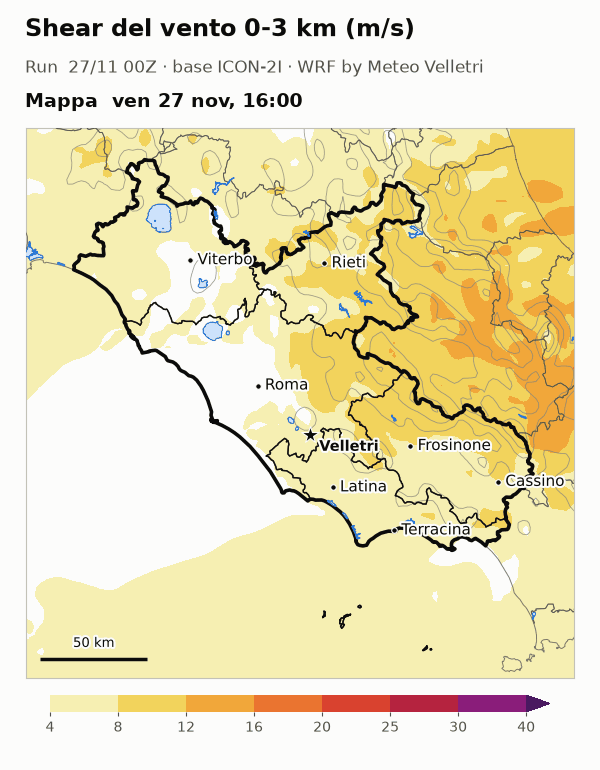 Shear del vento 0-3 km (m/s)
Run  27/11 00Z · base ICON-2I · WRF by Meteo Velletri
Mappa  ven 27 nov, 16:00
Viterbo
Rieti
Roma
Velletri
Frosinone
Latina
Cassino
Terracina
50 km
4 8 12 16 20 25 30 40